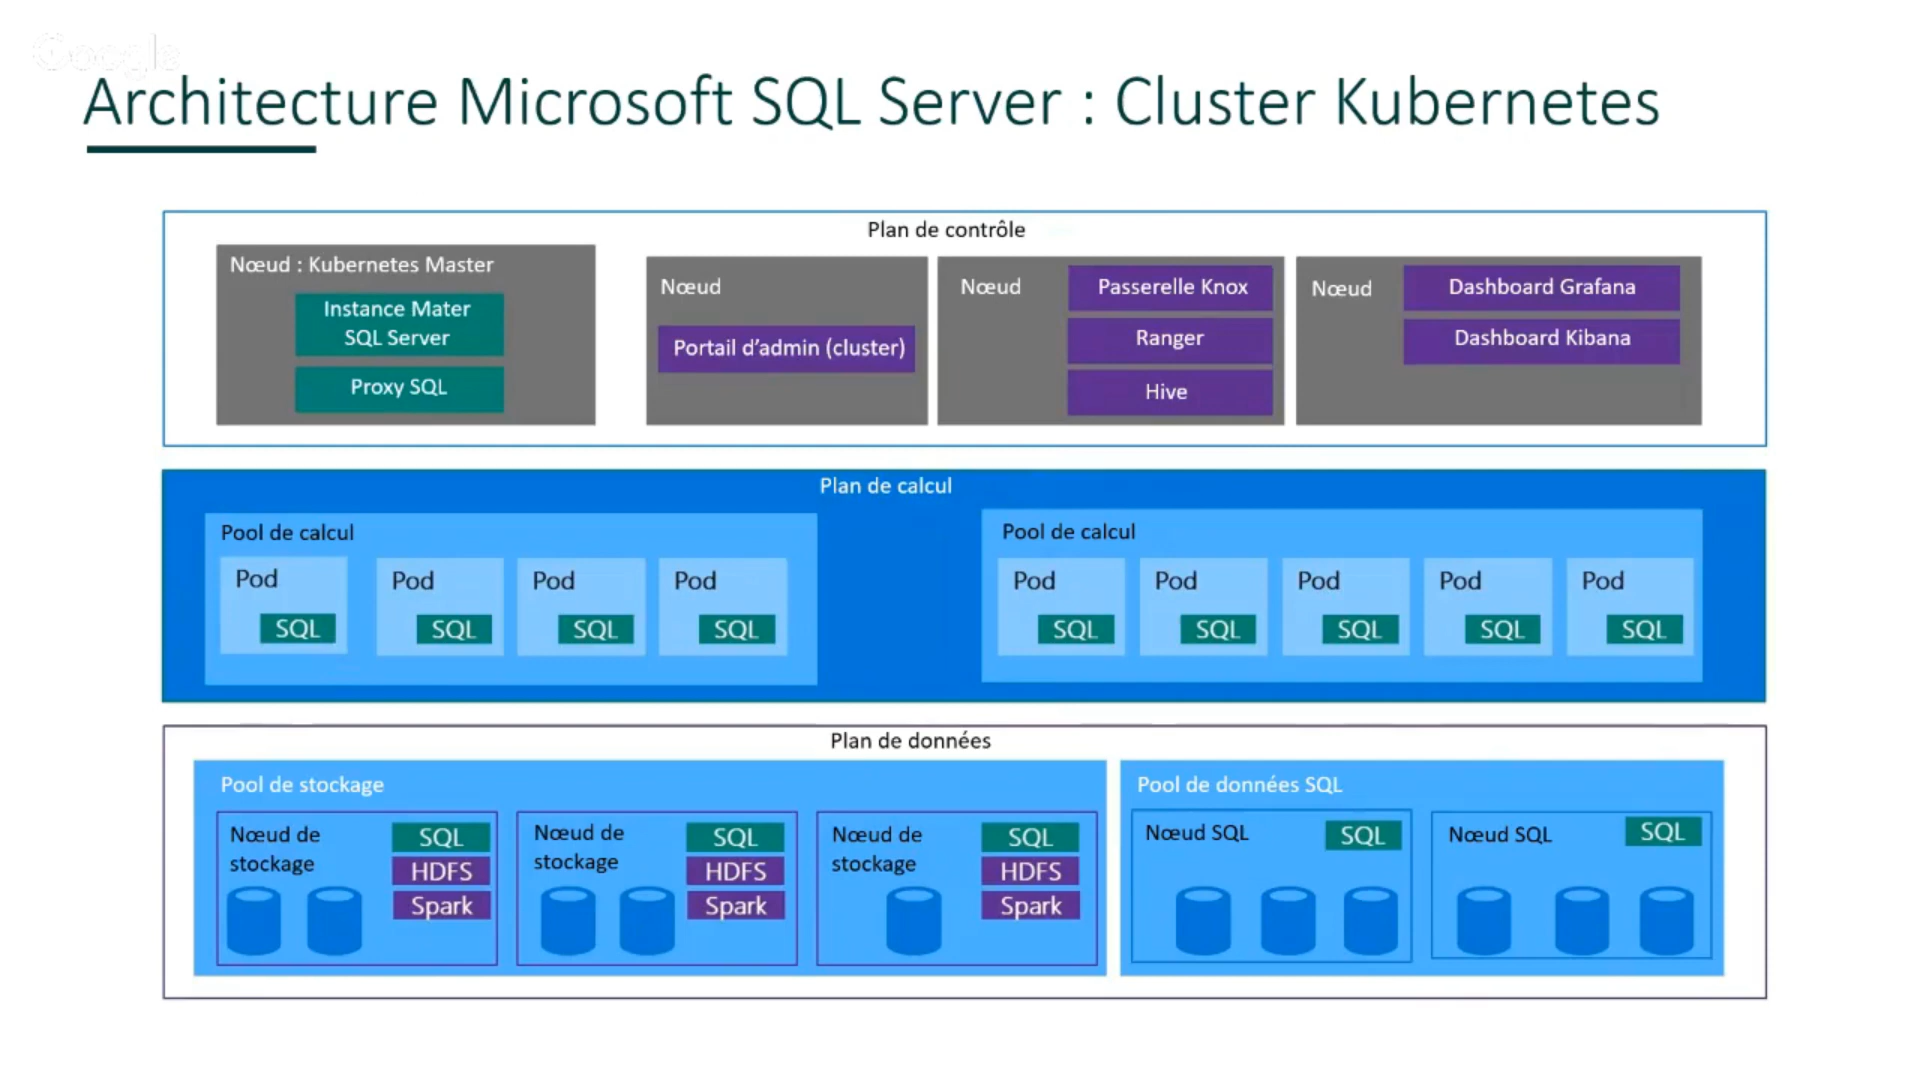 Google
Architecture Microsoft SQL Server : Cluster Kubernetes
Plan de contrôle
Nœud : Kubernetes Master
Instance Mater
SQL Server
Proxy SQL
Nœud
Portail d’admin (cluster)
Nœud
Passerelle Knox
Ranger
Hive
Nœud
Dashboard Grafana
Dashboard Kibana
Plan de calcul
Pool de calcul
Pod
SQL
Pod
SQL
Pod
SQL
Pod
SQL
Pool de calcul
Pod
SQL
Pod
SQL
Pod
SQL
Pod
SQL
Pod
SQL
Plan de données
Pool de stockage
Nœud de
stockage
SQL
HDFS
Spark
Nœud de
stockage
SQL
HDFS
Spark
Nœud de
stockage
SQL
HDFS
Spark
Pool de données SQL
Nœud SQL
SQL
Nœud SQL
SQL